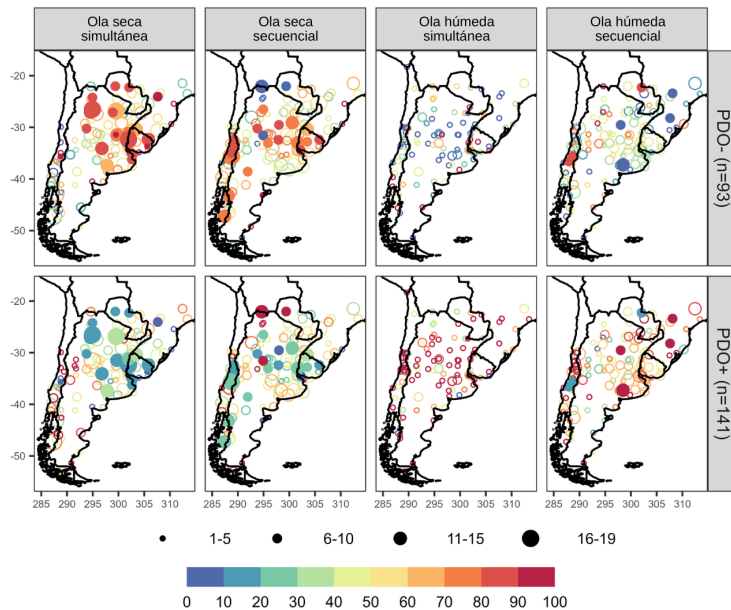 Ola seca
simultánea
Ola seca
secuencial
Ola húmeda
simultánea
Ola húmeda
secuencial
-20
-30
-40
-50
PDO- (n=93)
-20
-30
-40
-50
PDO+ (n=141)
285 290 295 300 305 310
285 290 295 300 305 310
285 290 295 300 305 310
285 290 295 300 305 310
1-5 6-10 11-15 16-19
0 10 20 30 40 50 60 70 80 90 100